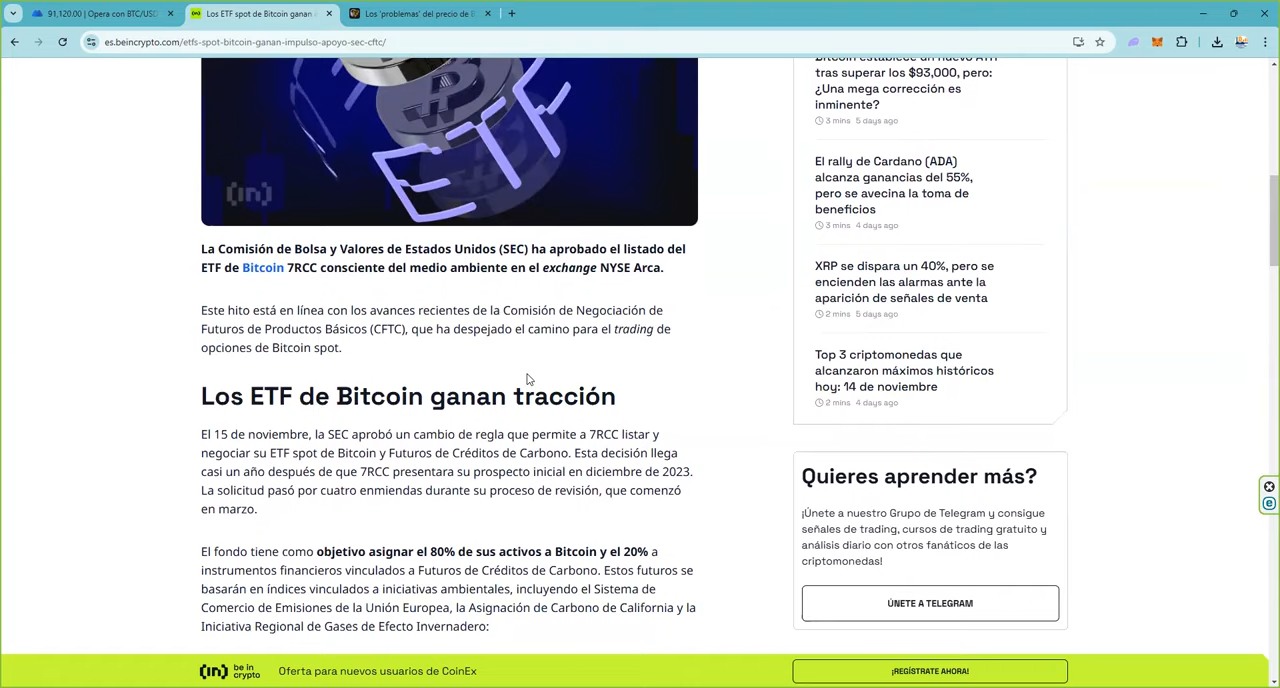 91,120.00 | Opera con BTC/USD
Los ETF spot de Bitcoin ganan
Los 'problemas' del precio de B
es.beincrypto.com/etfs-spot-bitcoin-ganan-impulso-apoyo-sec-cftc/
ETF
(in)
La Comisión de Bolsa y Valores de Estados Unidos (SEC) ha aprobado el listado del
ETF de Bitcoin 7RCC consciente del medio ambiente en el exchange NYSE Arca.
Este hito está en línea con los avances recientes de la Comisión de Negociación de
Futuros de Productos Básicos (CFTC), que ha despejado el camino para el trading de
opciones de Bitcoin spot.
Los ETF de Bitcoin ganan tracción
El 15 de noviembre, la SEC aprobó un cambio de regla que permite a 7RCC listar y
negociar su ETF spot de Bitcoin y Futuros de Créditos de Carbono. Esta decisión llega
casi un año después de que 7RCC presentara su prospecto inicial en diciembre de 2023.
La solicitud pasó por cuatro enmiendas durante su proceso de revisión, que comenzó
en marzo.
El fondo tiene como objetivo asignar el 80% de sus activos a Bitcoin y el 20% a
instrumentos financieros vinculados a Futuros de Créditos de Carbono. Estos futuros se
basarán en índices vinculados a iniciativas ambientales, incluyendo el Sistema de
Comercio de Emisiones de la Unión Europea, la Asignación de Carbono de California y la
Iniciativa Regional de Gases de Efecto Invernadero:
Bitcoin establece un nuevo ATH
tras superar los $93,000, pero:
¿Una mega corrección es
inminente?
3 mins 5 days ago
El rally de Cardano (ADA)
alcanza ganancias del 55%,
pero se avecina la toma de
beneficios
3 mins 4 days ago
XRP se dispara un 40%, pero se
encienden las alarmas ante la
aparición de señales de venta
2 mins 5 days ago
Top 3 criptomonedas que
alcanzaron máximos históricos
hoy: 14 de noviembre
2 mins 4 days ago
Quieres aprender más?
¡Únete a nuestro Grupo de Telegram y consigue
señales de trading, cursos de trading gratuito y
análisis diario con otros fanáticos de las
criptomonedas!
ÚNETE A TELEGRAM
(in) be in
crypto
Oferta para nuevos usuarios de CoinEx
¡REGÍSTRATE AHORA!